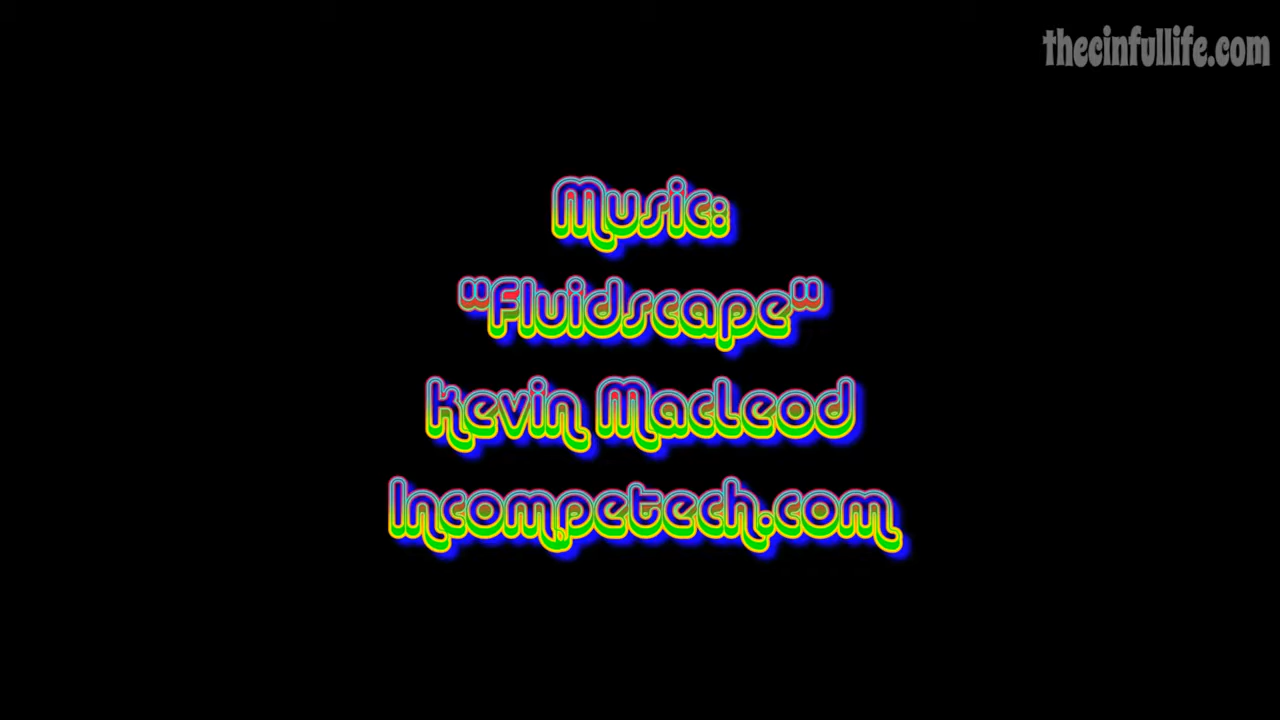 thecinfullife.com
Music:
"Fluidscape"
Kevin MacLeod
Incompetech.com